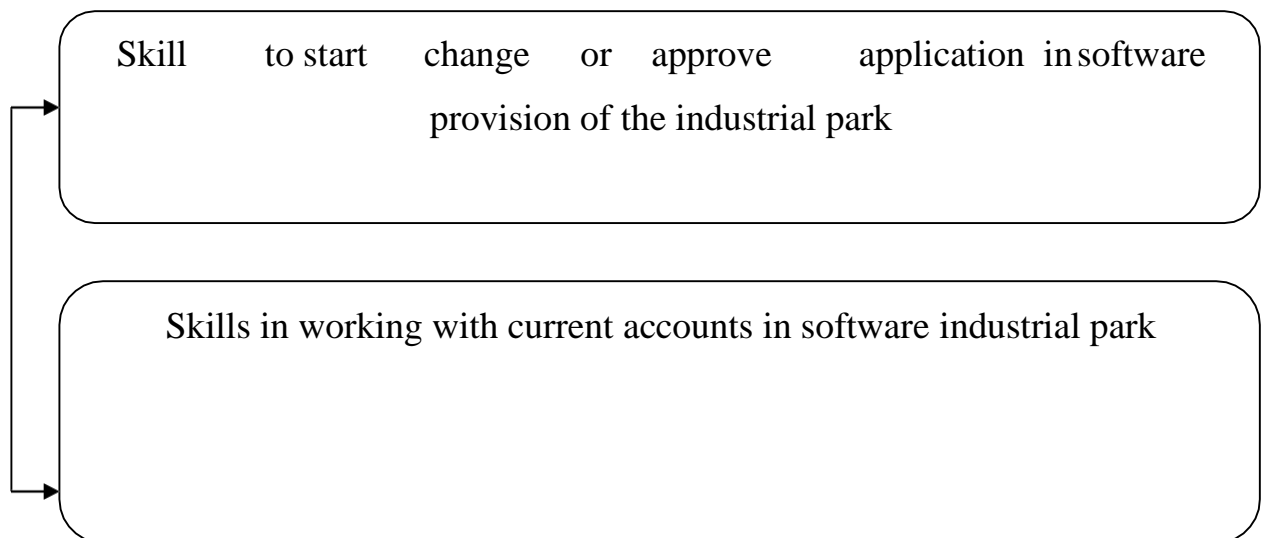 Skill to start change or approve application in software
provision of the industrial park
Skills in working with current accounts in software industrial park